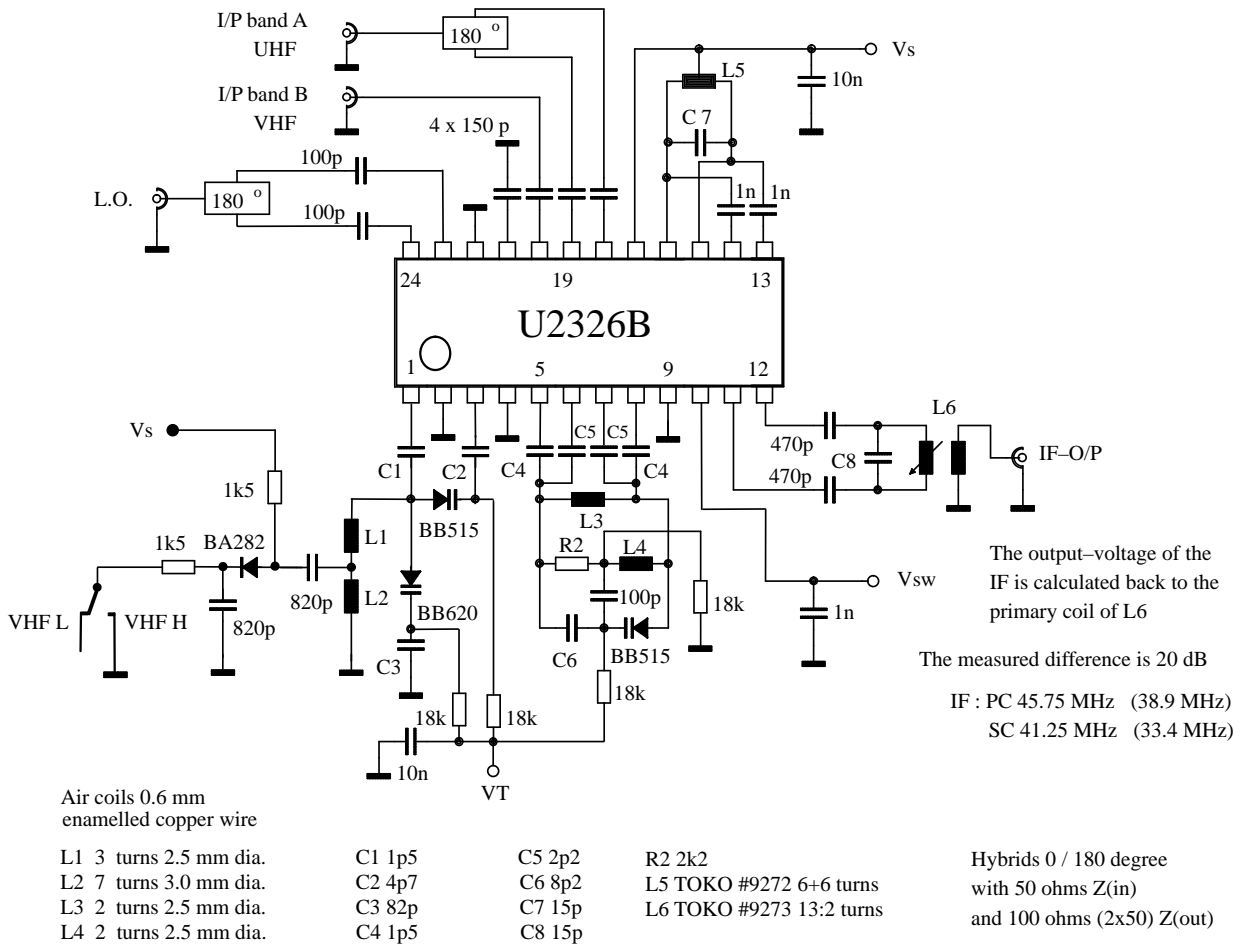 I/P band A
UHF
180 o
Vs
L5
10n
I/P band B
VHF
C 7
4 x 150 p
100p
L.O.
180 o
100p
1n
1n
24
19
13
U2326B
1
5
9
12
Vs
C1
C2
C4
C5
C5
C4
470p
C8
L6
IF–O/P
470p
1k5
BB515
L3
1k5
BA282
L1
R2
L4
The output–voltage of the
IF is calculated back to the
primary coil of L6
Vsw
820p
L2
BB620
100p
18k
1n
VHF L
VHF H
820p
C3
C6
BB515
The measured difference is 20 dB
18k
IF : PC 45.75 MHz (38.9 MHz)
SC 41.25 MHz (33.4 MHz)
18k
18k
10n
VT
Air coils 0.6 mm
enamelled copper wire
L1 3 turns 2.5 mm dia.
L2 7 turns 3.0 mm dia.
L3 2 turns 2.5 mm dia.
L4 2 turns 2.5 mm dia.
C1 1p5
C2 4p7
C3 82p
C4 1p5
C5 2p2
C6 8p2
C7 15p
C8 15p
R2 2k2
L5 TOKO #9272 6+6 turns
L6 TOKO #9273 13:2 turns
Hybrids 0 / 180 degree
with 50 ohms Z(in)
and 100 ohms (2x50) Z(out)